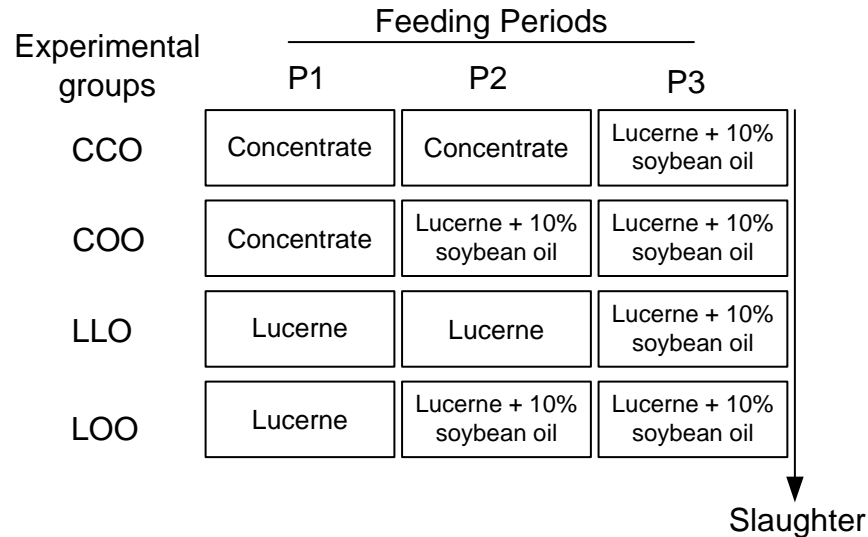 Feeding Periods
Experimental
groups
P1
P2
P3
CCO
Concentrate
Concentrate
Lucerne + 10%
soybean oil
COO
Concentrate
Lucerne + 10%
soybean oil
Lucerne + 10%
soybean oil
LLO
Lucerne
Lucerne
Lucerne + 10%
soybean oil
LOO
Lucerne
Lucerne + 10%
soybean oil
Lucerne + 10%
soybean oil
Slaughter